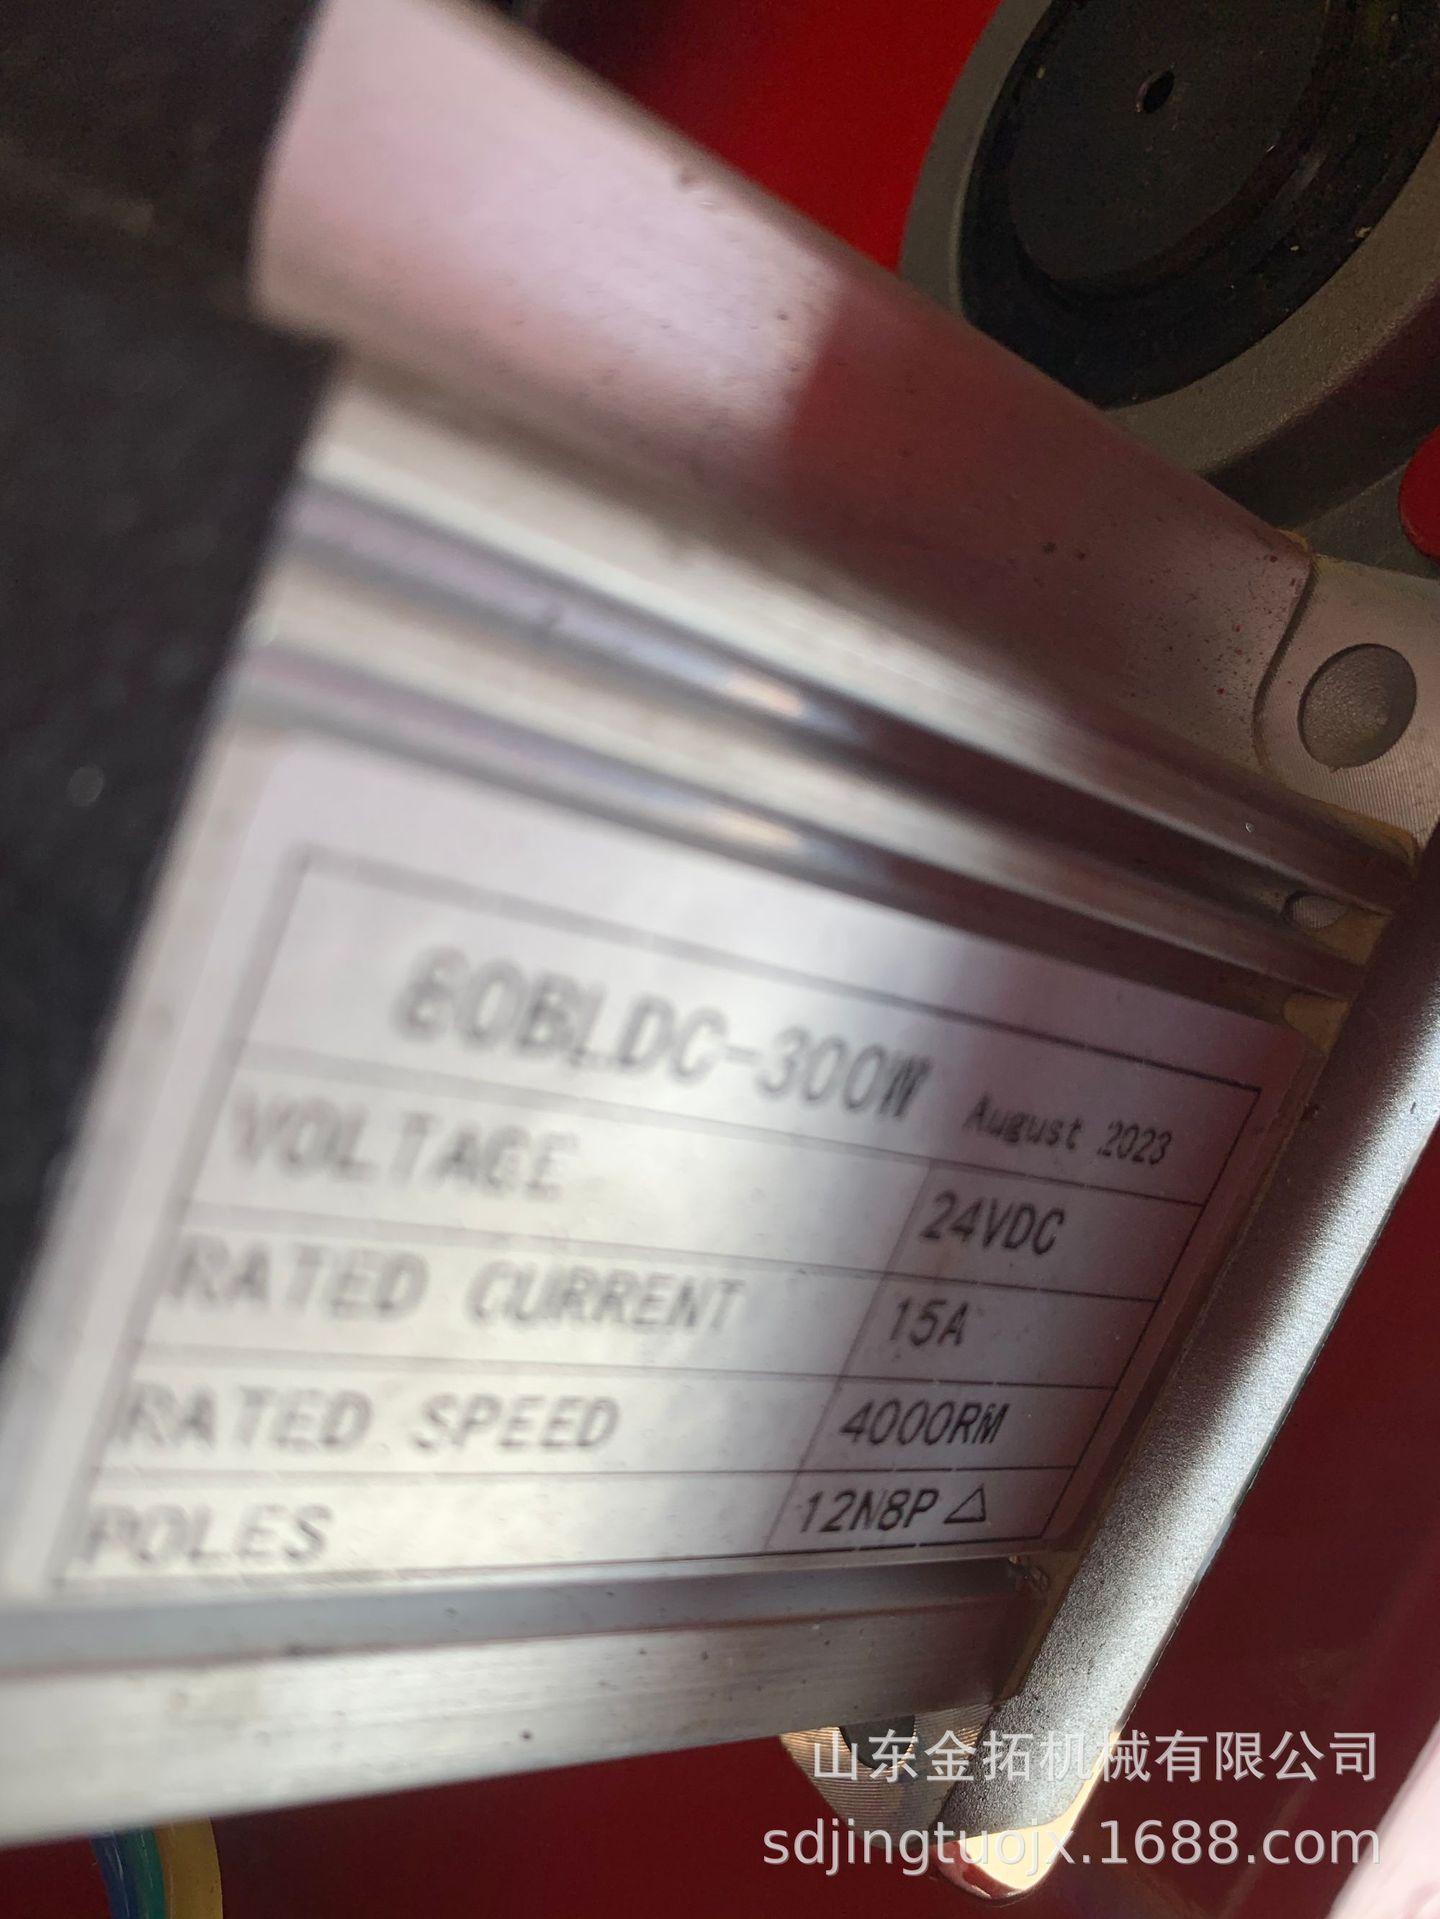 60BLDC-300W August 2023
VOLTAGE 24VDC
RATED CURRENT 15A
RATED SPEED 4000RM
POLES 12N8P △
山东金拓机械有限公司
sdjingtuojx.1688.com